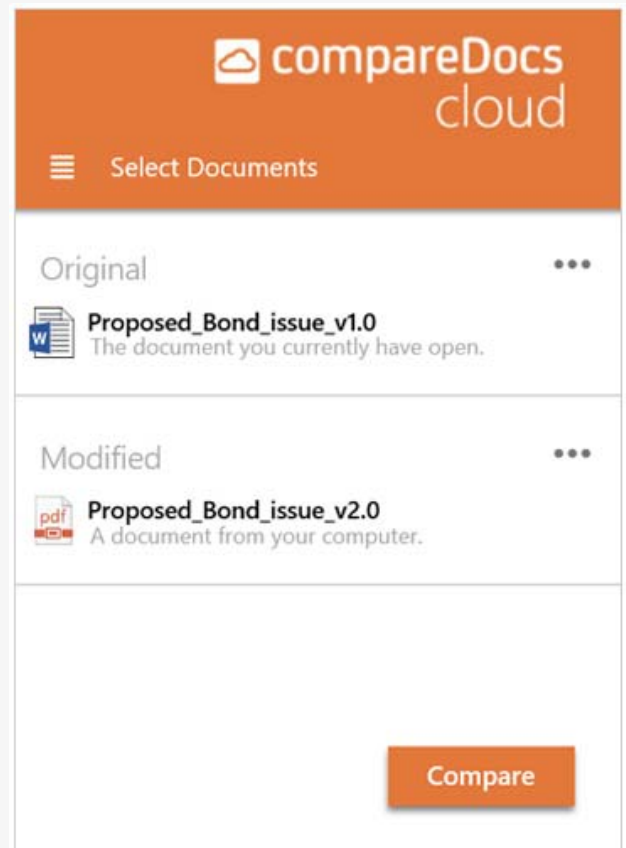 compareDocs
cloud
Select Documents
Original
W
Proposed_Bond_issue_v1.0
The document you currently have open.
Modified
pdf
Proposed_Bond_issue_v2.0
A document from your computer.
Compare